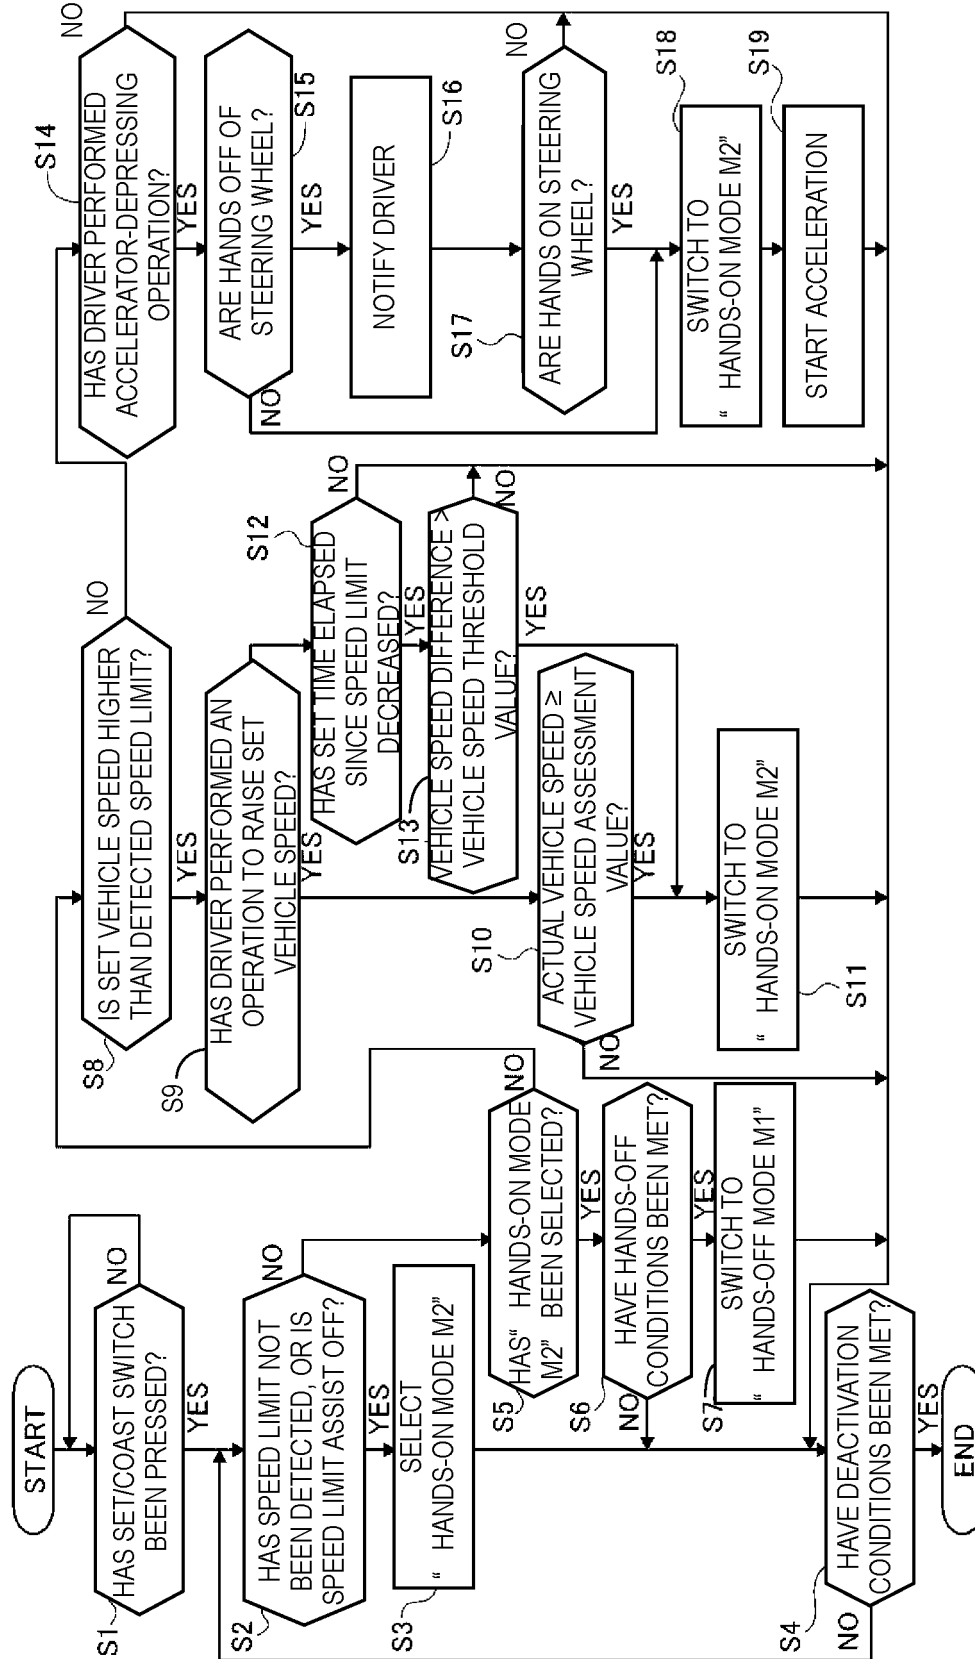 START
S1
HAS SET/COAST SWITCH
BEEN PRESSED?
NO
YES
S2
HAS SPEED LIMIT NOT
BEEN DETECTED, OR IS
SPEED LIMIT ASSIST OFF?
NO
YES
S3
SELECT
“ HANDS-ON MODE M2”
S5
HAS“ HANDS-ON MODE
M2” BEEN SELECTED?
NO
YES
S6
HAVE HANDS-OFF
CONDITIONS BEEN MET?
NO
YES
S7
SWITCH TO
“ HANDS-OFF MODE M1”
S4
HAVE DEACTIVATION
CONDITIONS BEEN MET?
NO
YES
END
S8
IS SET VEHICLE SPEED HIGHER
THAN DETECTED SPEED LIMIT?
NO
YES
S9
HAS DRIVER PERFORMED AN
OPERATION TO RAISE SET
VEHICLE SPEED?
YES
S12
HAS SET TIME ELAPSED
SINCE SPEED LIMIT
DECREASED?
NO
YES
S13
VEHICLE SPEED DIFFERENCE >
VEHICLE SPEED THRESHOLD
VALUE?
NO
YES
S10
ACTUAL VEHICLE SPEED ≥
VEHICLE SPEED ASSESSMENT
VALUE?
NO
YES
S11
SWITCH TO
“ HANDS-ON MODE M2”
S14
HAS DRIVER PERFORMED
ACCELERATOR-DEPRESSING
OPERATION?
NO
YES
S15
ARE HANDS OFF OF
STEERING WHEEL?
NO
YES
S16
NOTIFY DRIVER
S17
ARE HANDS ON STEERING
WHEEL?
NO
YES
S18
SWITCH TO
“ HANDS-ON MODE M2”
S19
START ACCELERATION